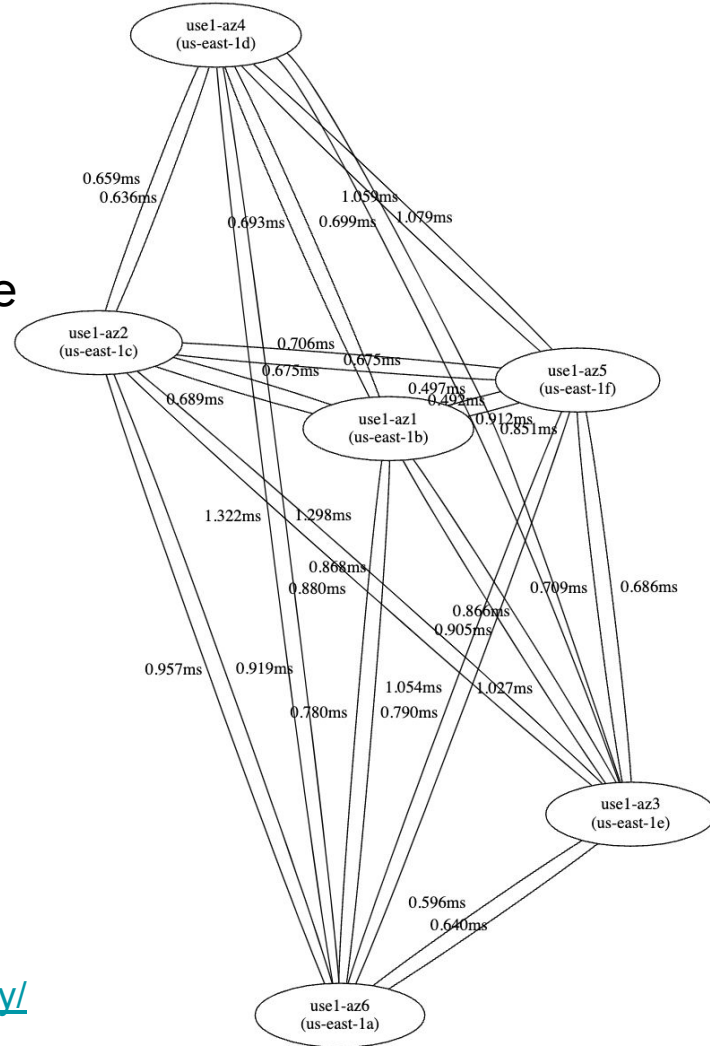 use1-az4
(us-east-1d)
0.659ms
0.636ms
1.059ms
0.693ms
0.699ms
1.079ms
e
use1-az2
(us-east-1c)
0.706ms
0.675ms
0.675ms
use1-az5
(us-east-1f)
0.497ms
0.492ms
0.689ms
use1-az1
(us-east-1b)
0.912ms
0.851ms
1.322ms
1.298ms
0.868ms
0.880ms
0.709ms
0.686ms
0.866ms
0.905ms
0.957ms
0.919ms
1.054ms
1.027ms
0.780ms
0.790ms
use1-az3
(us-east-1e)
0.596ms
0.640ms
y/
use1-az6
(us-east-1a)